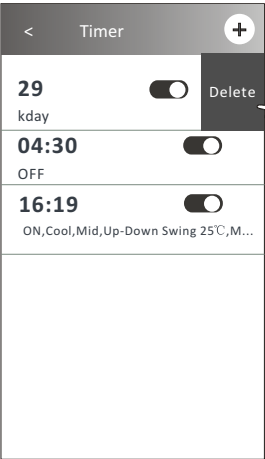 < Timer +
29 Delete
kday
04:30
OFF
16:19
ON,Cool,Mid,Up-Down Swing 25℃,M...